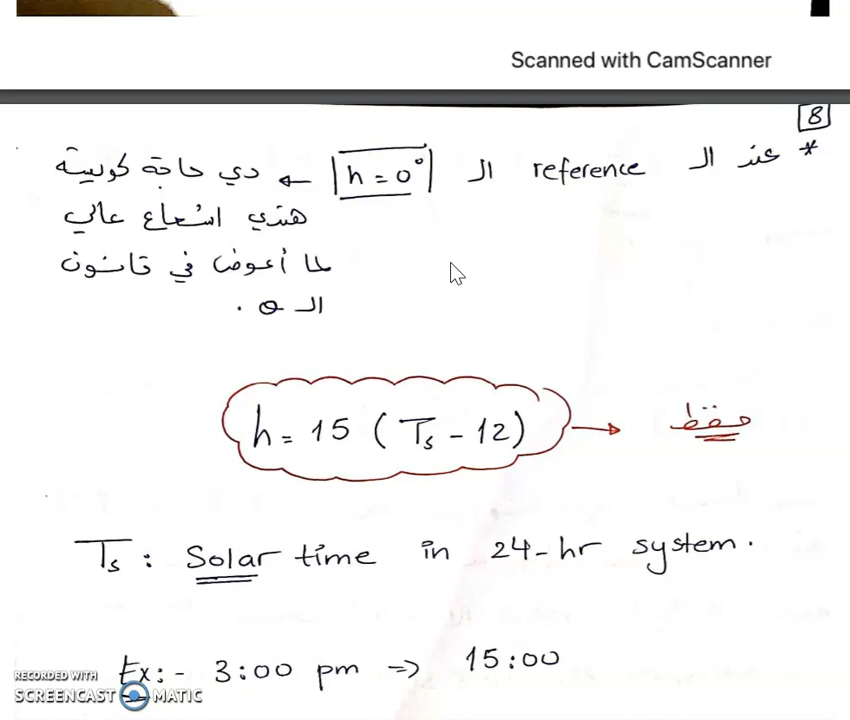 Scanned with CamScanner
8
* عند الـ reference الـ h = 0° ← دي حاجة كويسة
هتدي اشعاع عالي
لما أعوض في قانون
الـ θ .
h = 15 ( Ts - 12) → حفظ
Ts : Solar time in 24-hr system.
Ex:- 3:00 pm => 15:00
RECORDED WITH
SCREENCAST MATIC